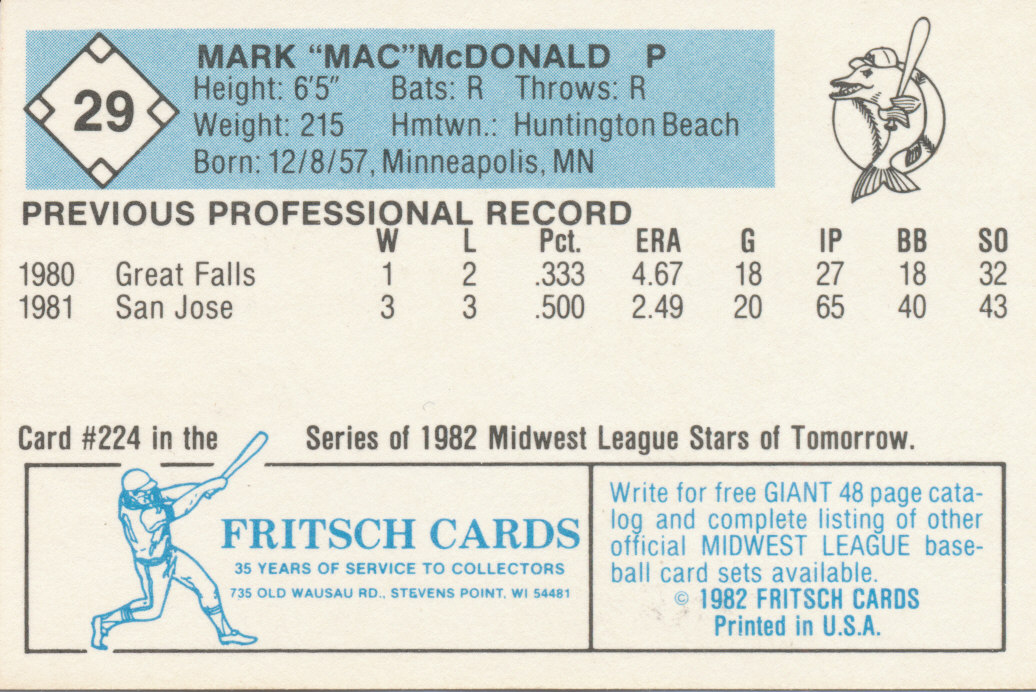 29
MARK "MAC" McDONALD P
Height: 6'5" Bats: R Throws: R
Weight: 215 Hmtwn.: Huntington Beach
Born: 12/8/57, Minneapolis, MN
PREVIOUS PROFESSIONAL RECORD
W L Pct. ERA G IP BB SO
1980 Great Falls 1 2 .333 4.67 18 27 18 32
1981 San Jose 3 3 .500 2.49 20 65 40 43
Card #224 in the Series of 1982 Midwest League Stars of Tomorrow.
FRITSCH CARDS
35 YEARS OF SERVICE TO COLLECTORS
735 OLD WAUSAU RD., STEVENS POINT, WI 54481
Write for free GIANT 48 page cata-
log and complete listing of other
official MIDWEST LEAGUE base-
ball card sets available.
© 1982 FRITSCH CARDS
Printed in U.S.A.